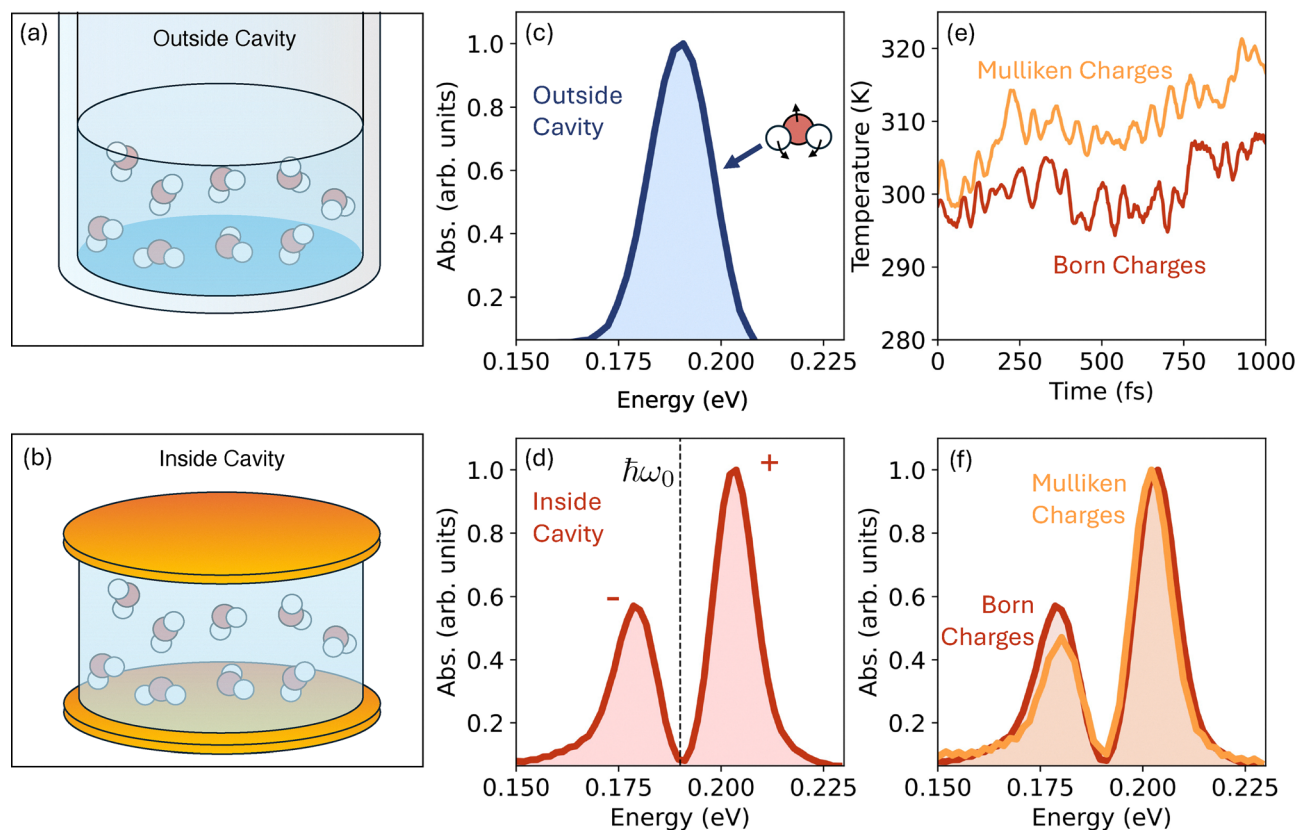 (a)
Outside Cavity
(b)
Inside Cavity
(c)
Outside
Cavity
Abs. (arb. units)
1.0
0.8
0.6
0.4
0.2
0.150
0.175
0.200
0.225
Energy (eV)
(d)
ħω₀
+
Inside
Cavity
−
Abs. (arb. units)
1.0
0.8
0.6
0.4
0.2
0.150
0.175
0.200
0.225
Energy (eV)
(e)
Mulliken Charges
Born Charges
Temperature (K)
320
310
300
290
280
0
250
500
750
1000
Time (fs)
(f)
Mulliken
Charges
Born
Charges
Abs. (arb. units)
1.0
0.8
0.6
0.4
0.2
0.150
0.175
0.200
0.225
Energy (eV)